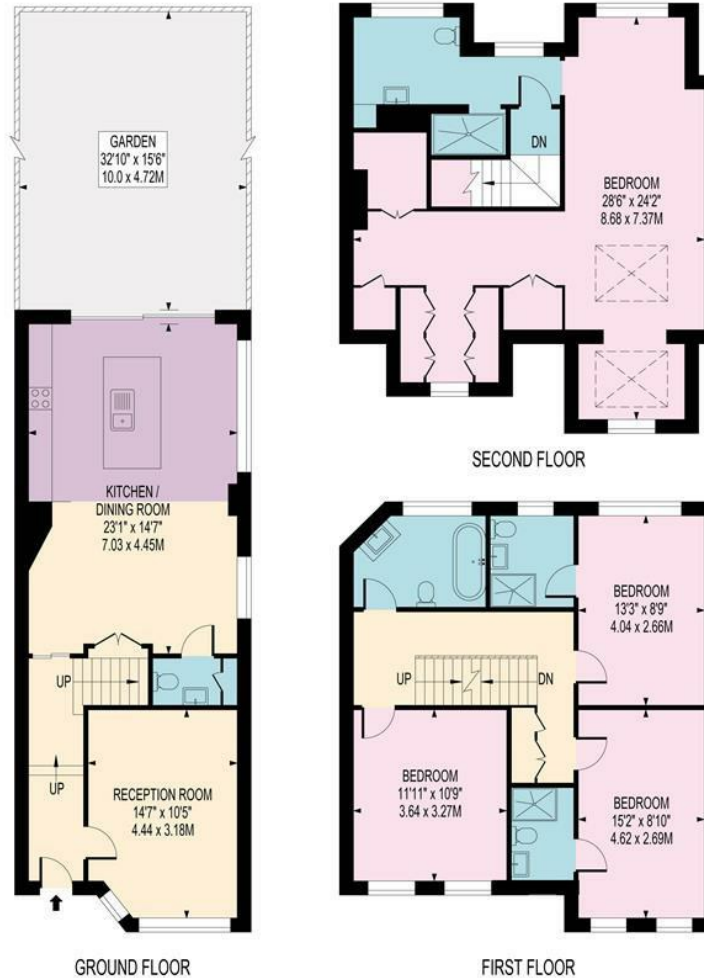 GARDEN
32'10" x 15'6"
10.0 x 4.72M
KITCHEN /
DINING ROOM
23'1" x 14'7"
7.03 x 4.45M
UP
UP
RECEPTION ROOM
14'7" x 10'5"
4.44 x 3.18M
GROUND FLOOR
DN
BEDROOM
28'6" x 24'2"
8.68 x 7.37M
SECOND FLOOR
BEDROOM
13'3" x 8'9"
4.04 x 2.66M
UP
DN
BEDROOM
11'11" x 10'9"
3.64 x 3.27M
BEDROOM
15'2" x 8'10"
4.62 x 2.69M
FIRST FLOOR